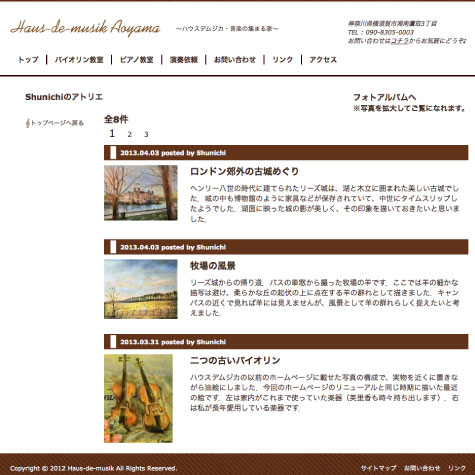 Haus-de-musik Aoyama
～ハウスデムジカ・音楽の集まる家～
神奈川県横須賀市湘南鷹取3丁目
TEL : 090-8305-0003
お問い合わせはコチラからお気軽にどうぞ♪
トップ バイオリン教室 ピアノ教室 演奏依頼 お問い合わせ リンク アクセス
Shunichiのアトリエ
フォトアルバムへ
※写真を拡大してご覧になれます。
トップページへ戻る
全8件
1 2 3
2013.04.03 posted by Shunichi
ロンドン郊外の古城めぐり
ヘンリー八世の時代に建てられたリーズ城は、湖と木立に囲まれた美しい古城でし
た。城の中も博物館のように家具などが保存されていて、中世にタイムスリップし
たようでした。湖面に映った城の影が美しく、その印象を描いておきたいと思いま
した。
2013.04.03 posted by Shunichi
牧場の風景
リーズ城からの帰り道、バスの車窓から撮った牧場の羊です。ここでは羊の細かな
描写は避け、柔らかな丘の起伏の上に点在する羊の群れとして描きました。キャン
バスの近くで見れば羊には見えませんが、風景として羊の群れらしく捉えたいと考
えました。
2013.03.31 posted by Shunichi
二つの古いバイオリン
ハウスデムジカの以前のホームページに載せた写真の構成で、実物を近くに置きな
がら油絵にしました。今回のホームページのリニューアルと同じ時期に描いた最近
の絵です。左は家内がこれまで使っていた楽器（英里香も時々持ち出します）、右
は私が長年愛用している楽器です。
Copyright © 2012 Haus-de-musik All Rights Reserved.
サイトマップ お問い合わせ リンク